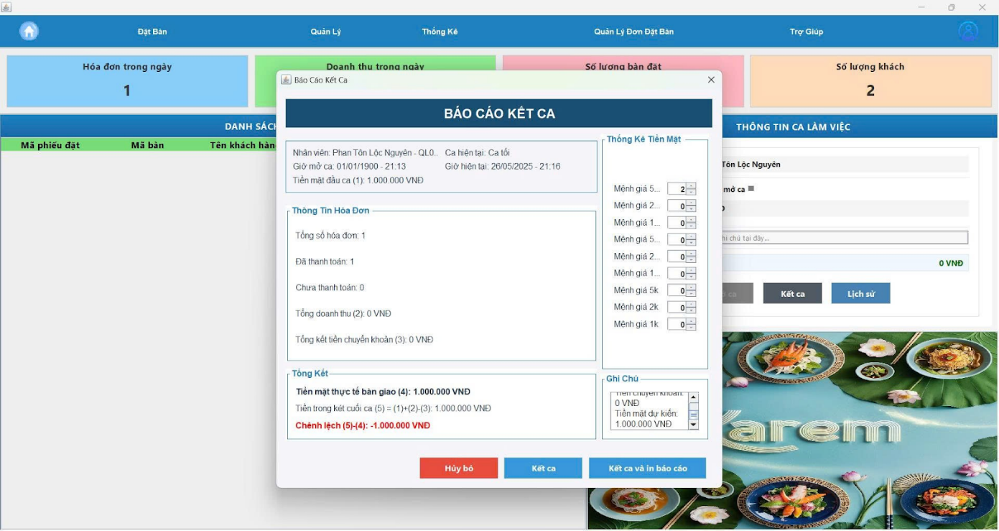 Đặt Bàn
Quản Lý
Thống Kê
Quản Lý Đơn Đặt Bàn
Trợ Giúp
Hóa đơn trong ngày
1
Doanh thu trong ngày
Số lượng bàn đặt
Số lượng khách
2
DANH SÁCH
Mã phiếu đặt
Mã bàn
Tên khách hàn
THÔNG TIN CA LÀM VIỆC
Tôn Lộc Nguyên
mở ca
hi chú tại đây...
0 VNĐ
ca
Kết ca
Lịch sử
Karem
Báo Cáo Kết Ca
BÁO CÁO KẾT CA
Nhân viên: Phan Tôn Lộc Nguyên - QL0..
Ca hiện tại: Ca tối
Giờ mở ca: 01/01/1900 - 21:13
Giờ hiện tại: 26/05/2025 - 21:16
Tiền mặt đầu ca (1): 1.000.000 VNĐ
Thông Tin Hóa Đơn
Tổng số hóa đơn: 1
Đã thanh toán: 1
Chưa thanh toán: 0
Tổng doanh thu (2): 0 VNĐ
Tổng kết tiền chuyển khoản (3): 0 VNĐ
Tổng Kết
Tiền mặt thực tế bàn giao (4): 1.000.000 VNĐ
Tiền trong két cuối ca (5) = (1)+(2)-(3): 1.000.000 VNĐ
Chênh lệch (5)-(4): -1.000.000 VNĐ
Thống Kê Tiền Mặt
Mệnh giá 5... 2
Mệnh giá 2... 0
Mệnh giá 1... 0
Mệnh giá 5... 0
Mệnh giá 2... 0
Mệnh giá 1... 0
Mệnh giá 5k 0
Mệnh giá 2k 0
Mệnh giá 1k 0
Ghi Chú
Tiền chuyển khoản:
0 VNĐ
Tiền mặt dự kiến:
1.000.000 VNĐ
Hủy bỏ
Kết ca
Kết ca và in báo cáo